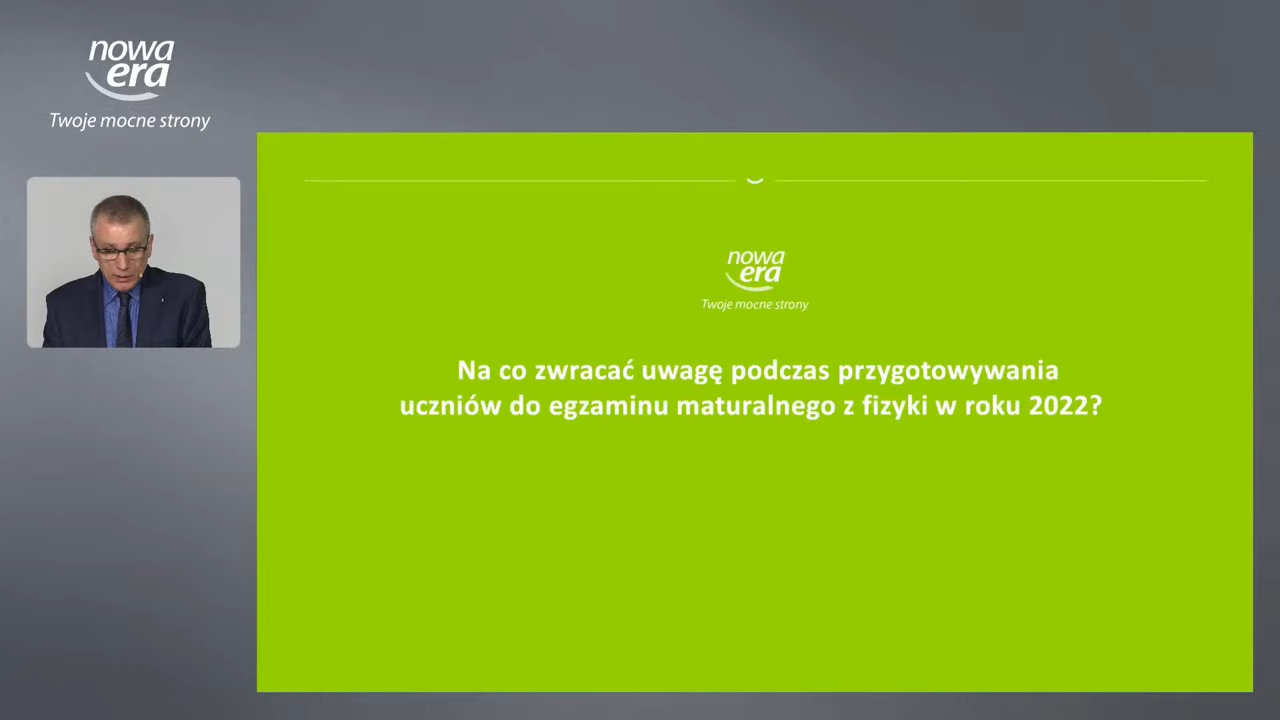 nowa
era
Twoje mocne strony
nowa
era
Twoje mocne strony
Na co zwracać uwagę podczas przygotowywania
uczniów do egzaminu maturalnego z fizyki w roku 2022?